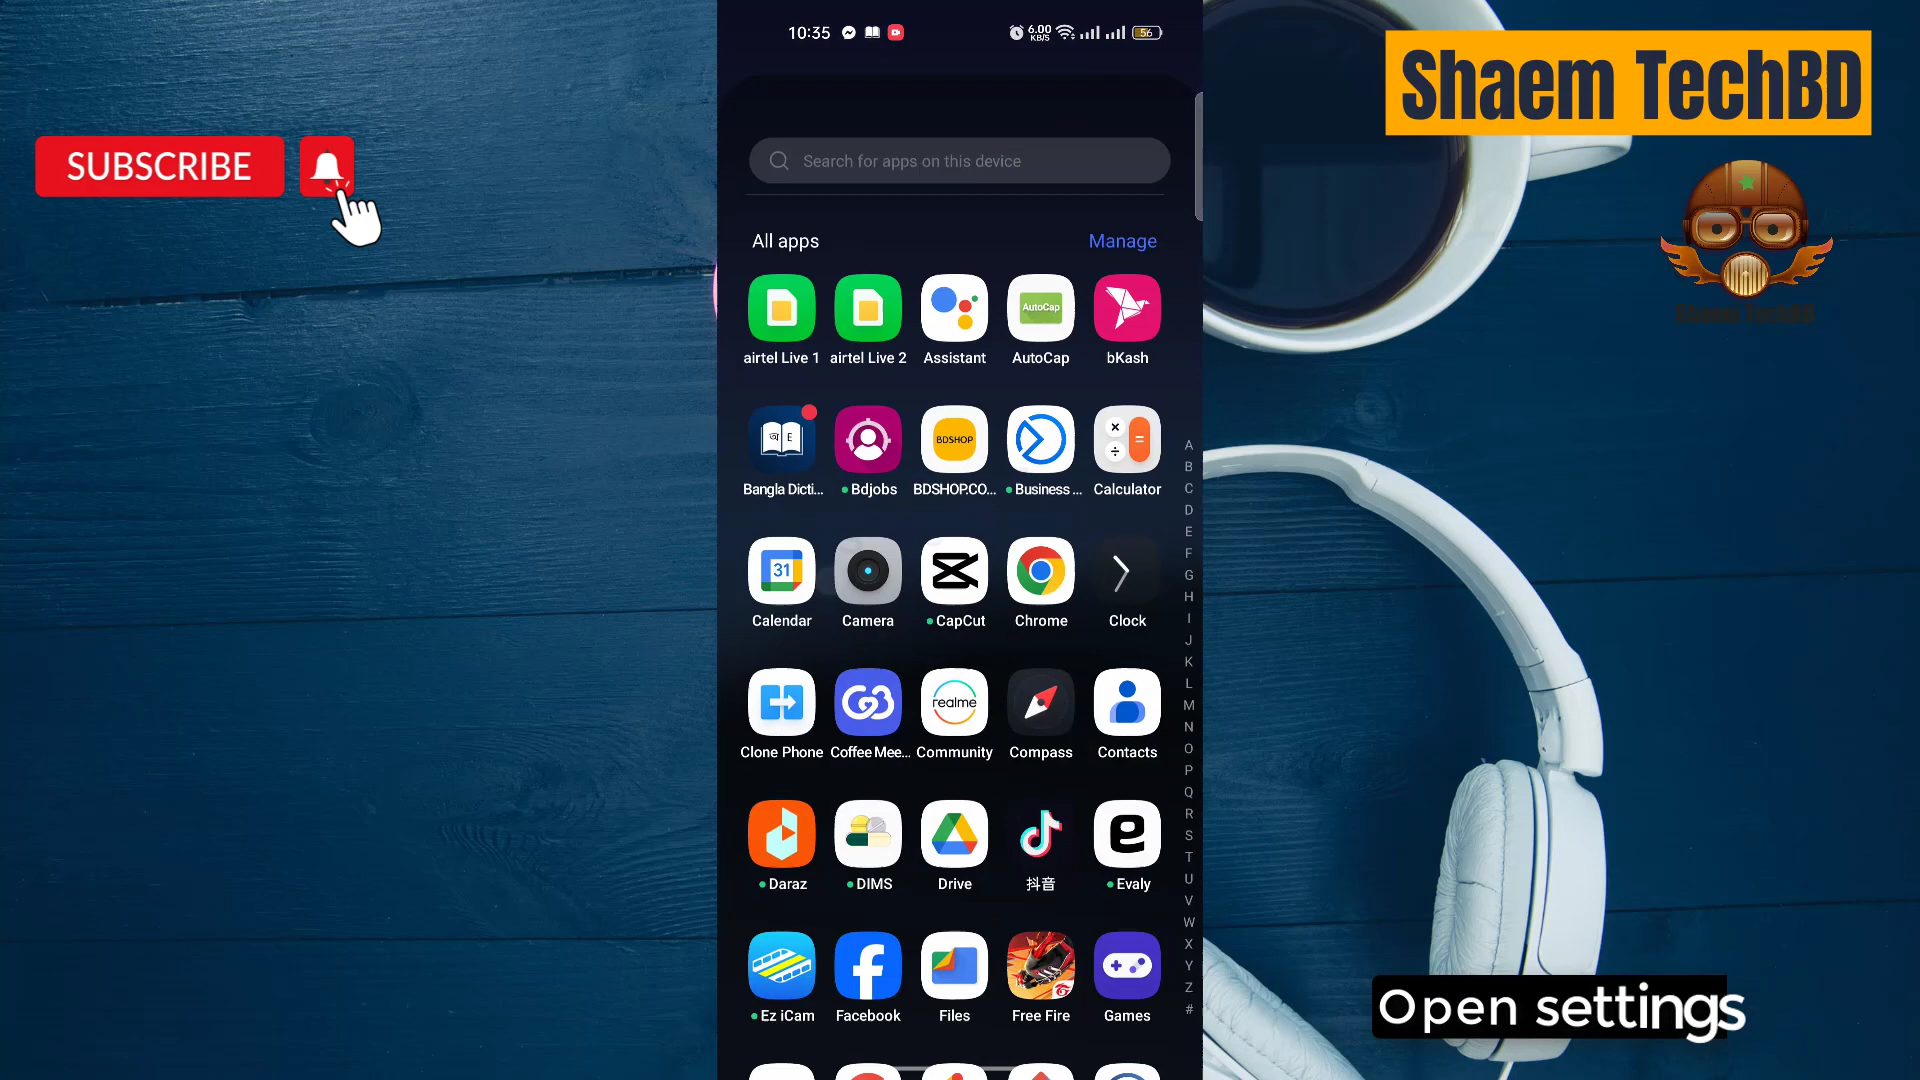 10:35
6.00
KB/S
56
Shaem TechBD
SUBSCRIBE
Search for apps on this device
All apps
Manage
Shaem TechBD
AutoCap
airtel Live 1
airtel Live 2
Assistant
AutoCap
bKash
অ E
BDSHOP
Bangla Dicti...
Bdjobs
BDSHOP.CO...
Business ...
Calculator
31
Calendar
Camera
CapCut
Chrome
Clock
realme
Clone Phone
Coffee Mee...
Community
Compass
Contacts
Daraz
DIMS
Drive
抖音
Evaly
Ez iCam
Facebook
Files
Free Fire
Games
A
B
C
D
E
F
G
H
I
J
K
L
M
N
O
P
Q
R
S
T
U
V
W
X
Y
Z
#
Open settings